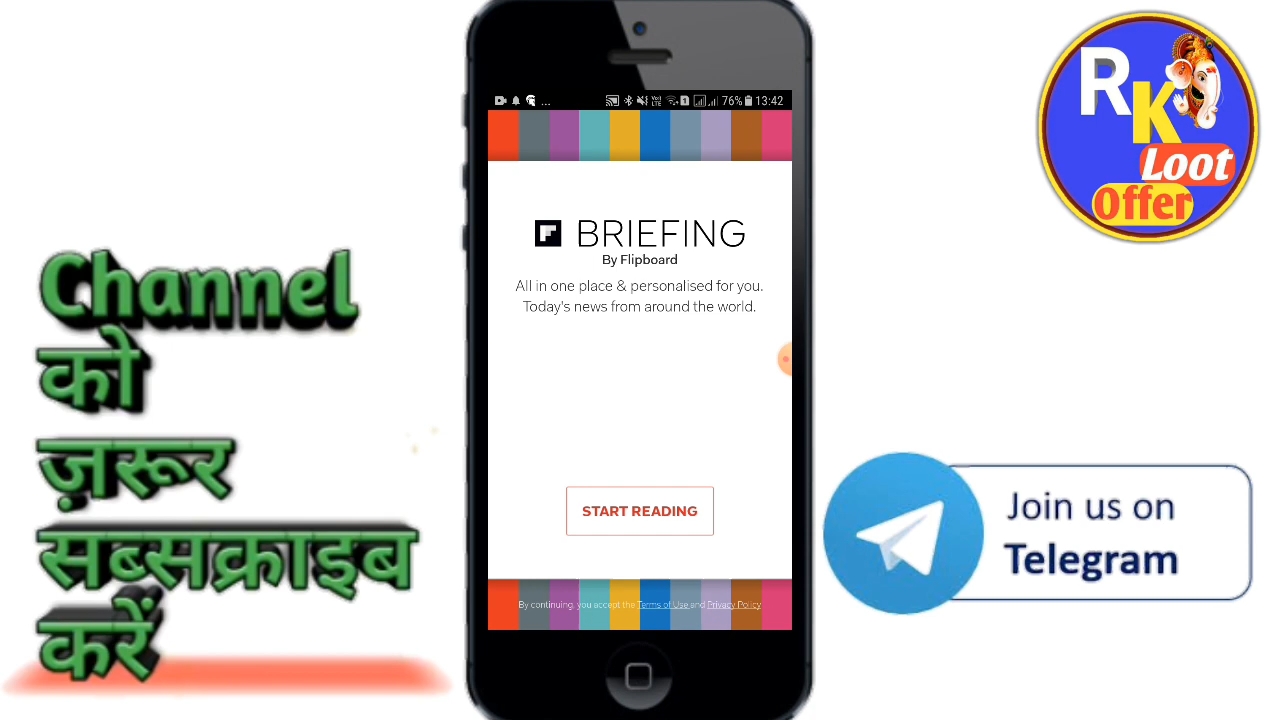 Channel
को
ज़रूर
सब्सक्राइब
करें
... 76% 13:42
BRIEFING
By Flipboard
All in one place & personalised for you.
Today's news from around the world.
START READING
By continuing, you accept the Terms of Use and Privacy Policy
RK
Loot
Offer
Join us on
Telegram